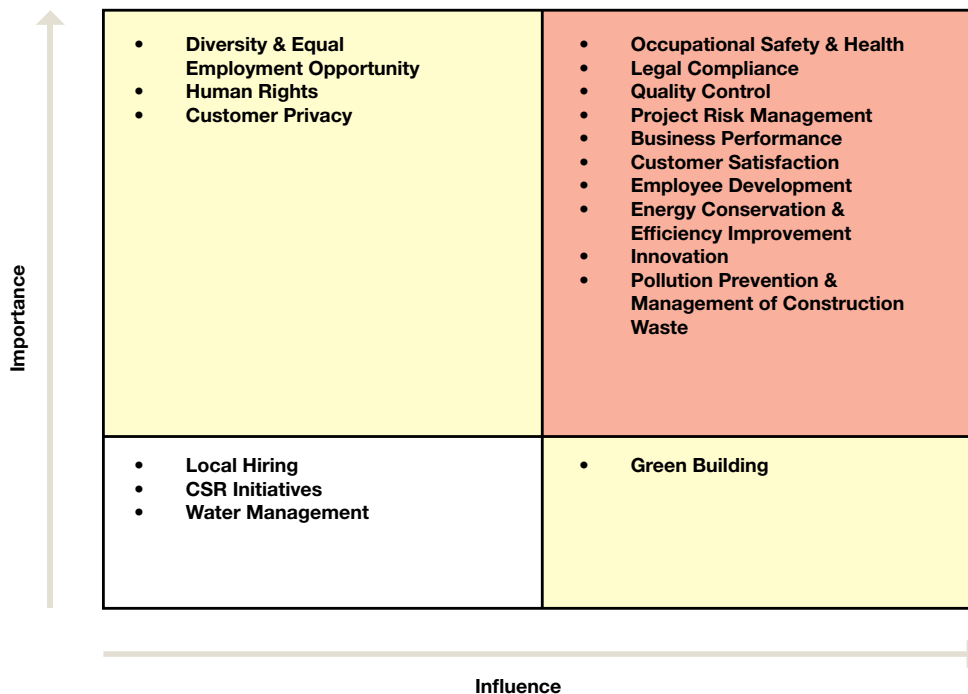 Importance
• Diversity & Equal
Employment Opportunity
• Human Rights
• Customer Privacy
• Occupational Safety & Health
• Legal Compliance
• Quality Control
• Project Risk Management
• Business Performance
• Customer Satisfaction
• Employee Development
• Energy Conservation &
Efficiency Improvement
• Innovation
• Pollution Prevention &
Management of Construction
Waste
• Local Hiring
• CSR Initiatives
• Water Management
• Green Building
Influence